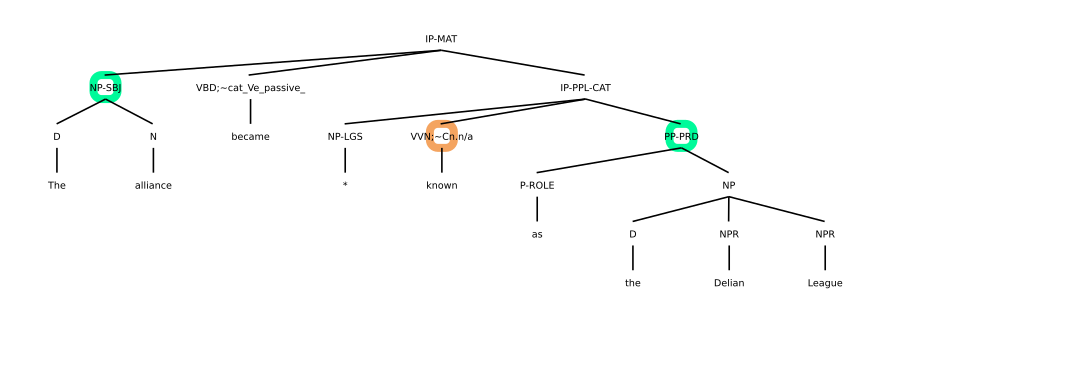 IP-MAT
NP-SBJ VBD;~cat_Ve_passive_ IP-PPL-CAT
D N became NP-LGS VVN;~Cn.n/a PP-PRD
The alliance * known P-ROLE NP
as D NPR NPR
the Delian League